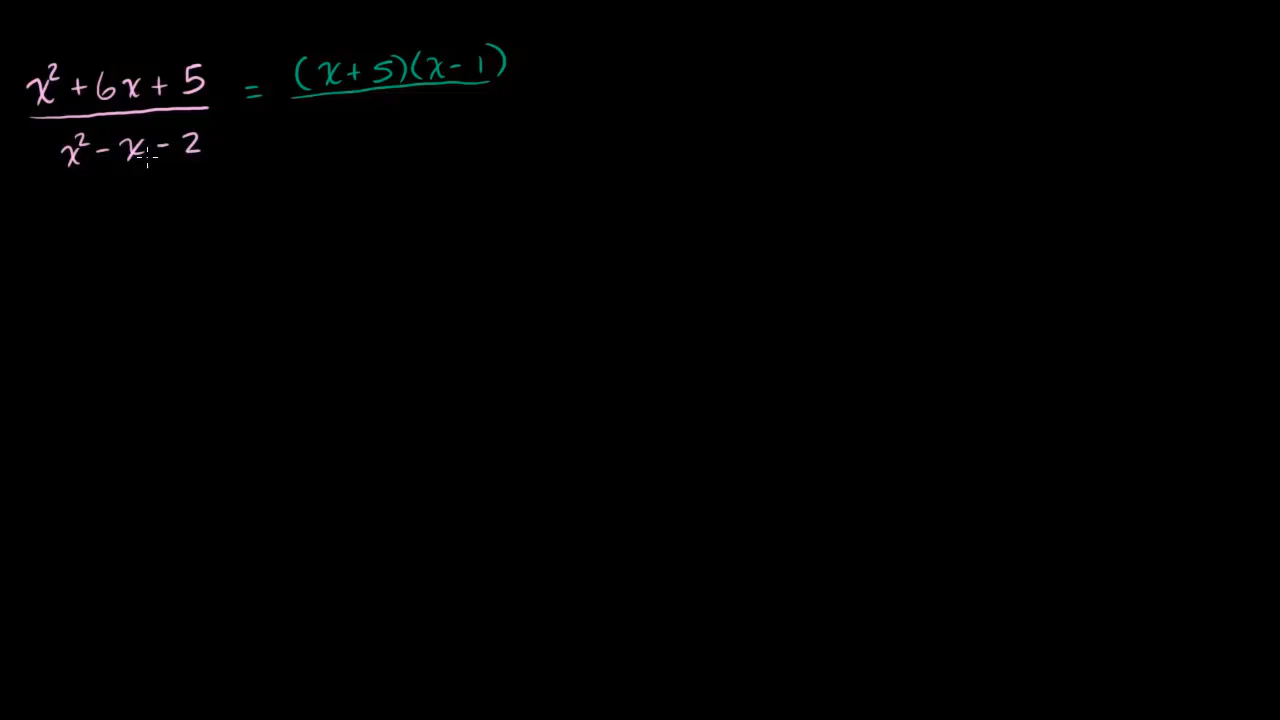 x² + 6x + 5 = (x + 5)(x - 1)
x² - x - 2